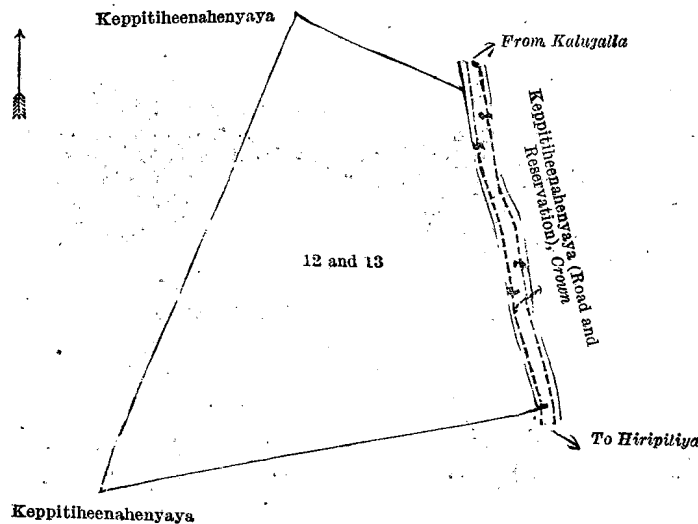 Keppitiheenahenyaya
From Kalugalla
Keppitiheenahenyaya (Road and
Reservation), Crown
12 and 13
To Hiripitiya
Keppitiheenahenyaya